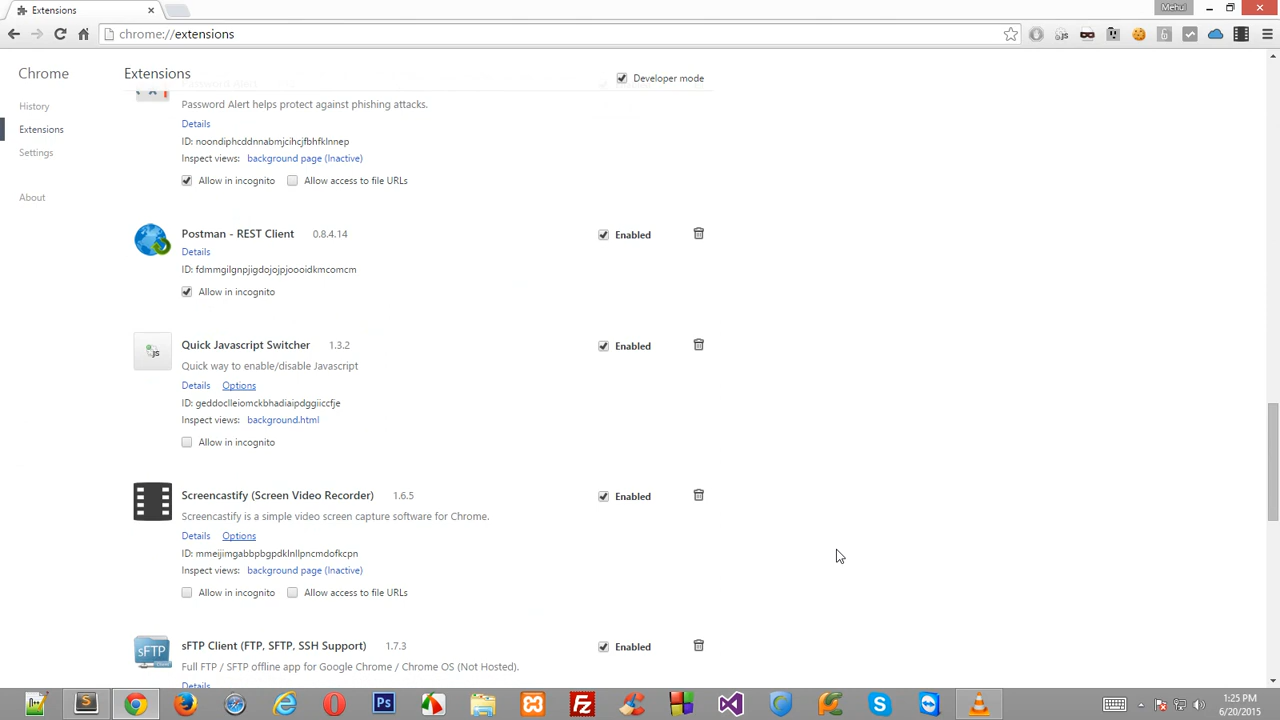 Extensions
Mehul
chrome://extensions
Chrome
Extensions
Developer mode
History
Extensions
Settings
About
Password Alert helps protect against phishing attacks.
Details
ID: noondiphcddnnabmjcihcjfbhfklnnep
Inspect views: background page (Inactive)
Allow in incognito Allow access to file URLs
Postman - REST Client 0.8.4.14 Enabled
Details
ID: fdmmgilgnpjigdojojpjoooidkmcomcm
Allow in incognito
Quick Javascript Switcher 1.3.2 Enabled
Quick way to enable/disable Javascript
Details Options
ID: geddoclleiomckbhadiaipdggiiccfje
Inspect views: background.html
Allow in incognito
Screencastify (Screen Video Recorder) 1.6.5 Enabled
Screencastify is a simple video screen capture software for Chrome.
Details Options
ID: mmeijimgabbpbgpdklnllpncmdofkcpn
Inspect views: background page (Inactive)
Allow in incognito Allow access to file URLs
sFTP Client (FTP, SFTP, SSH Support) 1.7.3 Enabled
Full FTP / SFTP offline app for Google Chrome / Chrome OS (Not Hosted).
Details
1:25 PM
6/20/2015